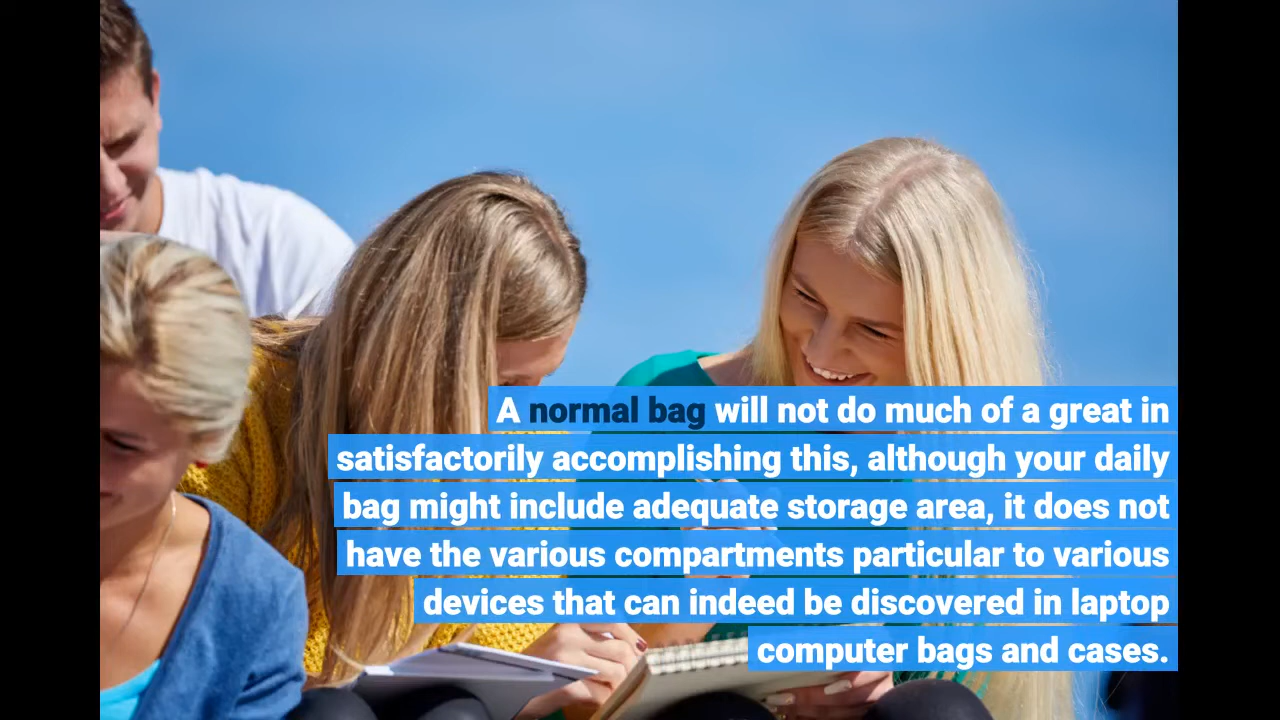 A normal bag will not do much of a great in
satisfactorily accomplishing this, although your daily
bag might include adequate storage area, it does not
have the various compartments particular to various
devices that can indeed be discovered in laptop
computer bags and cases.